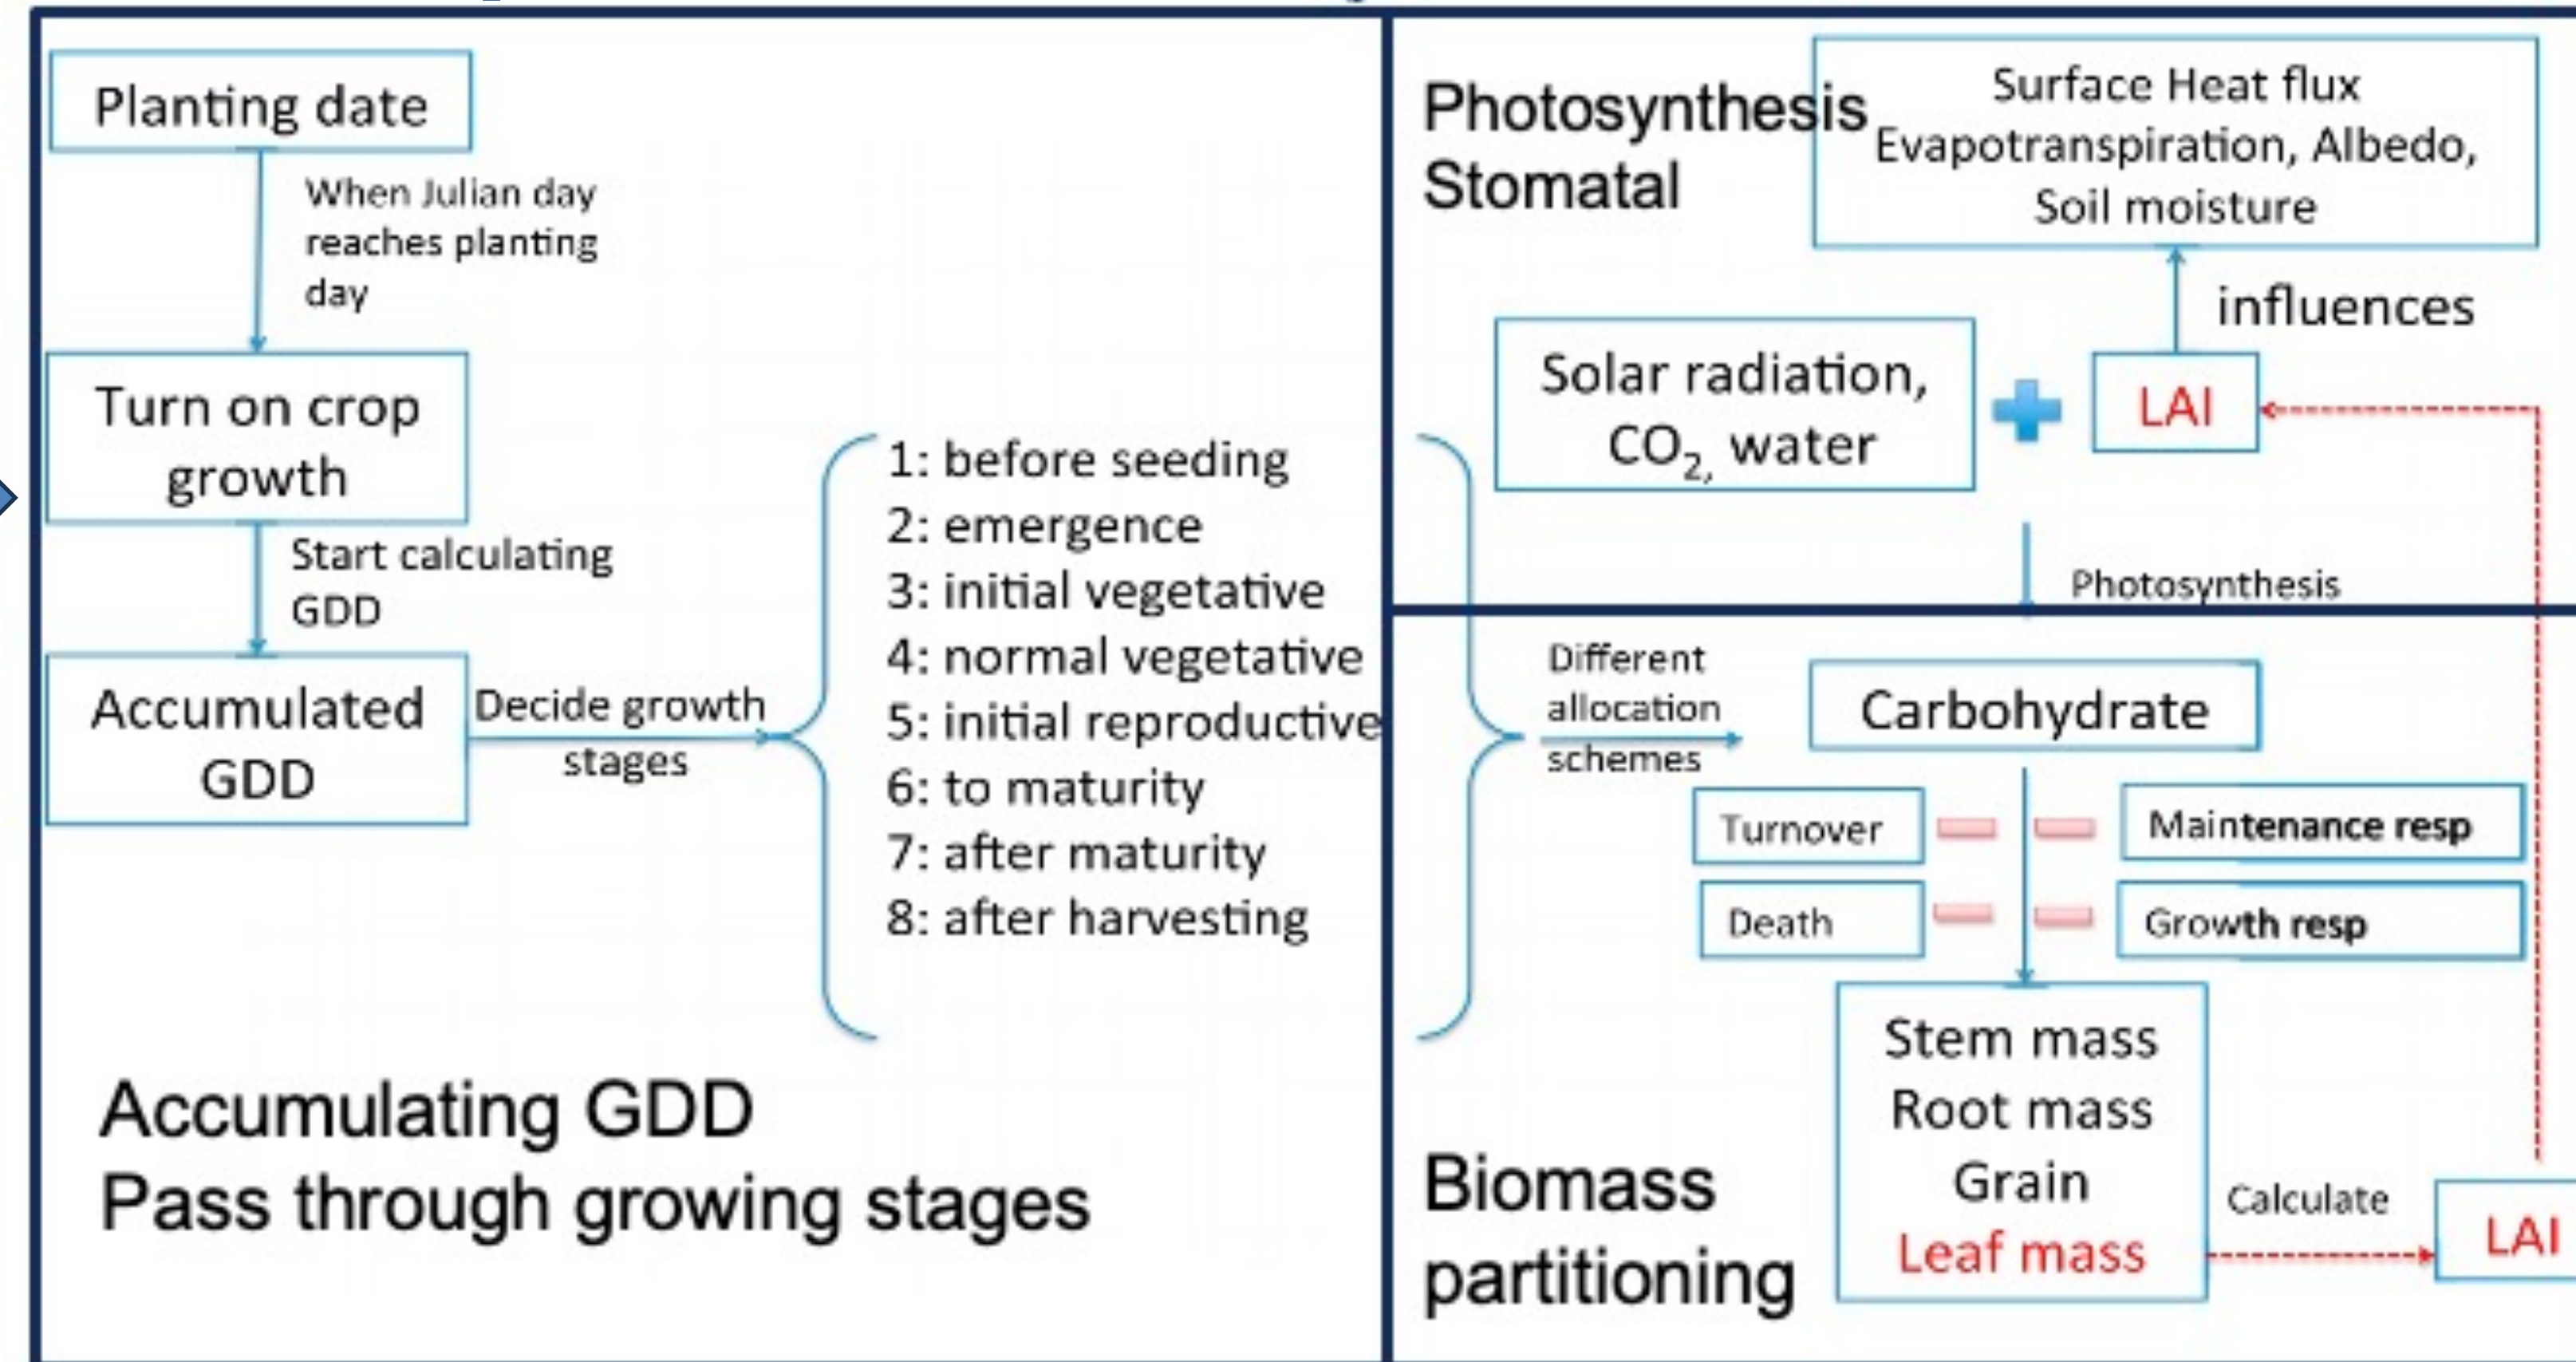 Planting date
When Julian day
reaches planting
day
Turn on crop
growth
Start calculating
GDD
Accumulated
GDD
Decide growth
stages
1: before seeding
2: emergence
3: initial vegetative
4: normal vegetative
5: initial reproductive
6: to maturity
7: after maturity
8: after harvesting
Accumulating GDD
Pass through growing stages
Photosynthesis
Stomatal
Surface Heat flux
Evapotranspiration, Albedo,
Soil moisture
influences
Solar radiation,
CO₂, water
LAI
Photosynthesis
Different
allocation
schemes
Carbohydrate
Turnover
Maintenance resp
Death
Growth resp
Stem mass
Root mass
Grain
Leaf mass
Calculate
LAI
Biomass
partitioning